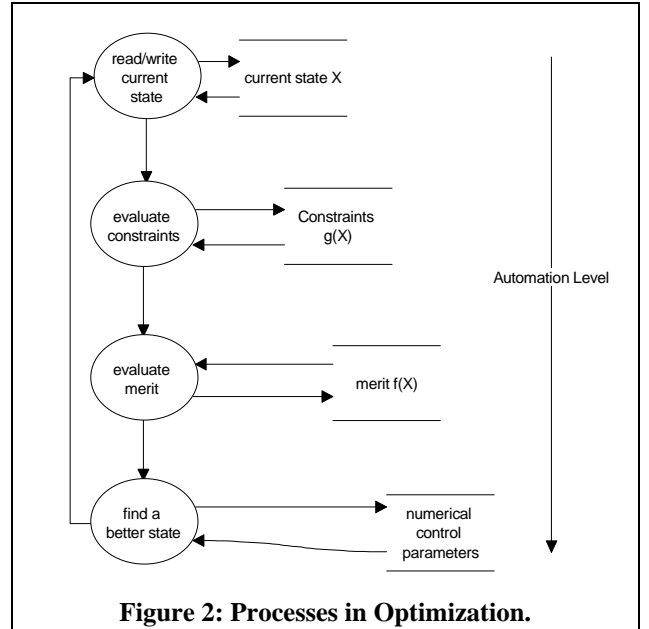 read/write
current
state
current state X
evaluate
constraints
Constraints
g(X)
Automation Level
evaluate
merit
merit f(X)
find a
better state
numerical
control
parameters
Figure 2: Processes in Optimization.